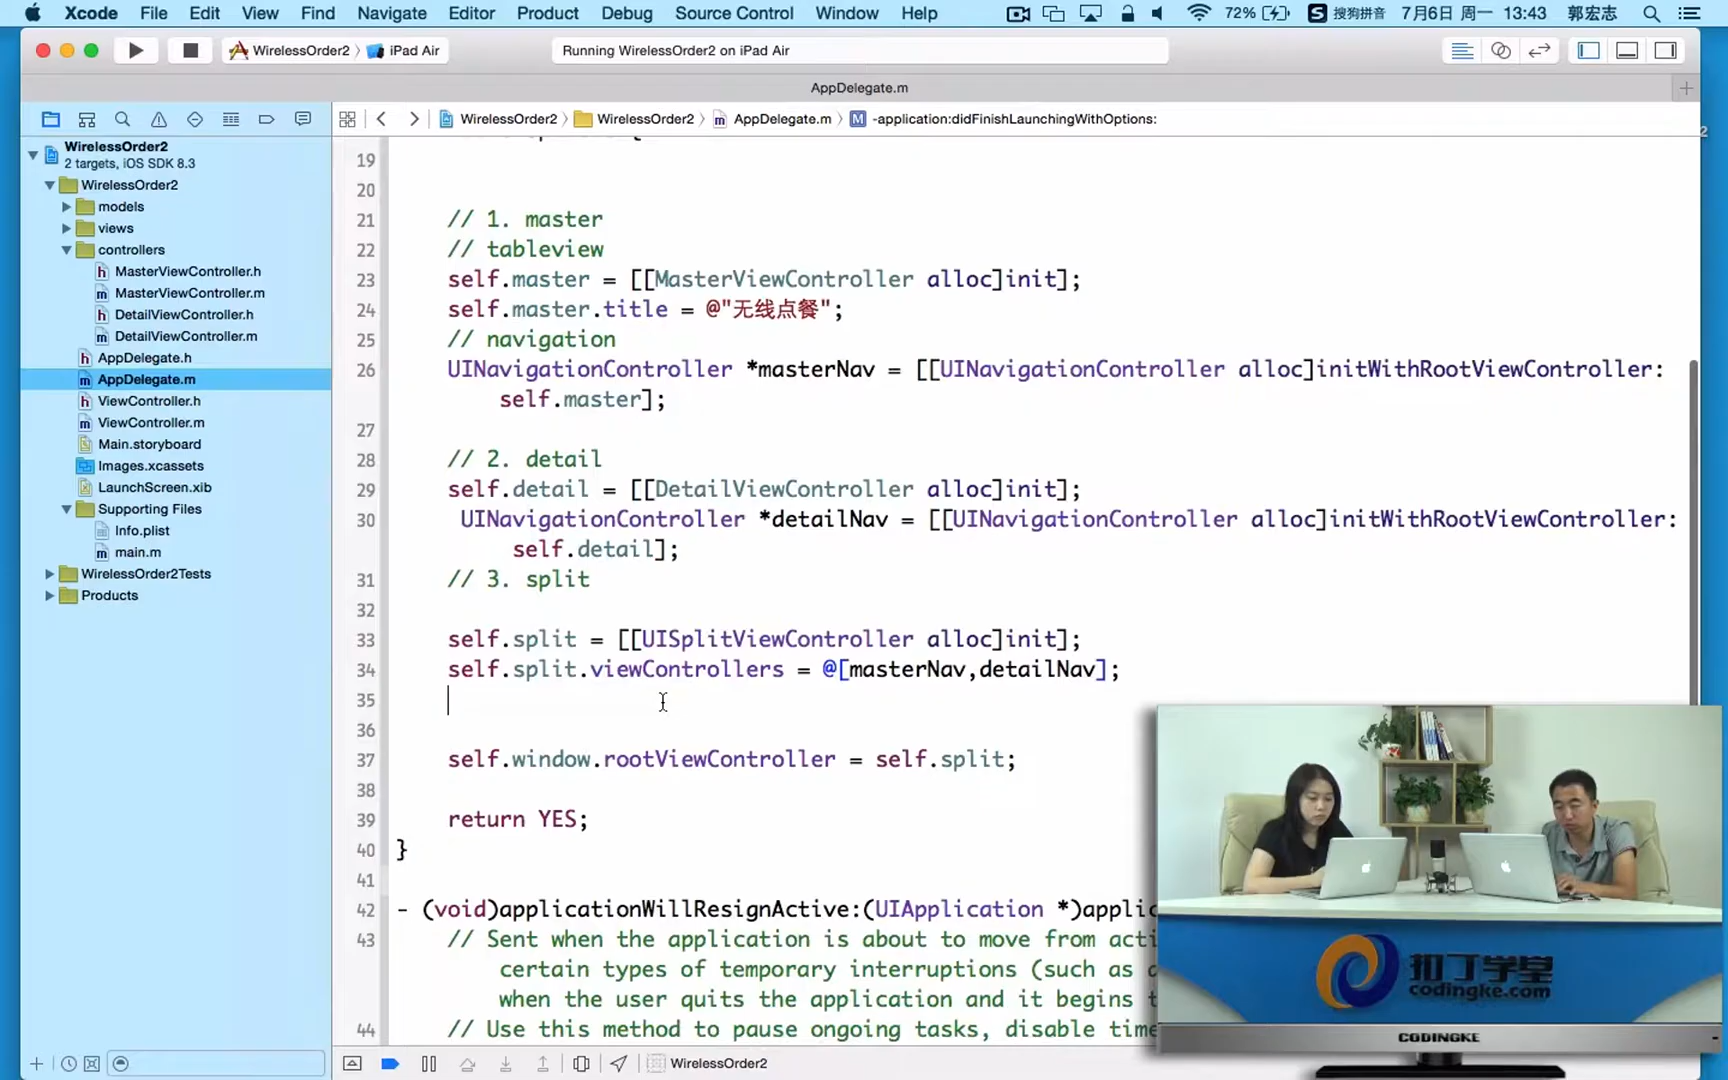 Xcode File Edit View Find Navigate Editor Product Debug Source Control Window Help 72% 搜狗拼音 7月6日 周一 13:43 郭宏志
WirelessOrder2 〉 iPad Air
Running WirelessOrder2 on iPad Air
AppDelegate.m
WirelessOrder2 〉 WirelessOrder2 〉 AppDelegate.m 〉 M -application:didFinishLaunchingWithOptions:
WirelessOrder2
2 targets, iOS SDK 8.3
WirelessOrder2
models
views
controllers
h MasterViewController.h
m MasterViewController.m
h DetailViewController.h
m DetailViewController.m
h AppDelegate.h
m AppDelegate.m
h ViewController.h
m ViewController.m
Main.storyboard
Images.xcassets
LaunchScreen.xib
Supporting Files
Info.plist
m main.m
WirelessOrder2Tests
Products
19
20
21 // 1. master
22 // tableview
23 self.master = [[MasterViewController alloc]init];
24 self.master.title = @"无线点餐";
25 // navigation
26 UINavigationController *masterNav = [[UINavigationController alloc]initWithRootViewController:
self.master];
27
28 // 2. detail
29 self.detail = [[DetailViewController alloc]init];
30 UINavigationController *detailNav = [[UINavigationController alloc]initWithRootViewController:
self.detail];
31 // 3. split
32
33 self.split = [[UISplitViewController alloc]init];
34 self.split.viewControllers = @[masterNav,detailNav];
35
36
37 self.window.rootViewController = self.split;
38
39 return YES;
40 }
41
42 - (void)applicationWillResignActive:(UIApplication *)applic
43 // Sent when the application is about to move from acti
certain types of temporary interruptions (such as
when the user quits the application and it begins t
44 // Use this method to pause ongoing tasks, disable time
WirelessOrder2
扣丁学堂
codingke.com
CODINGKE